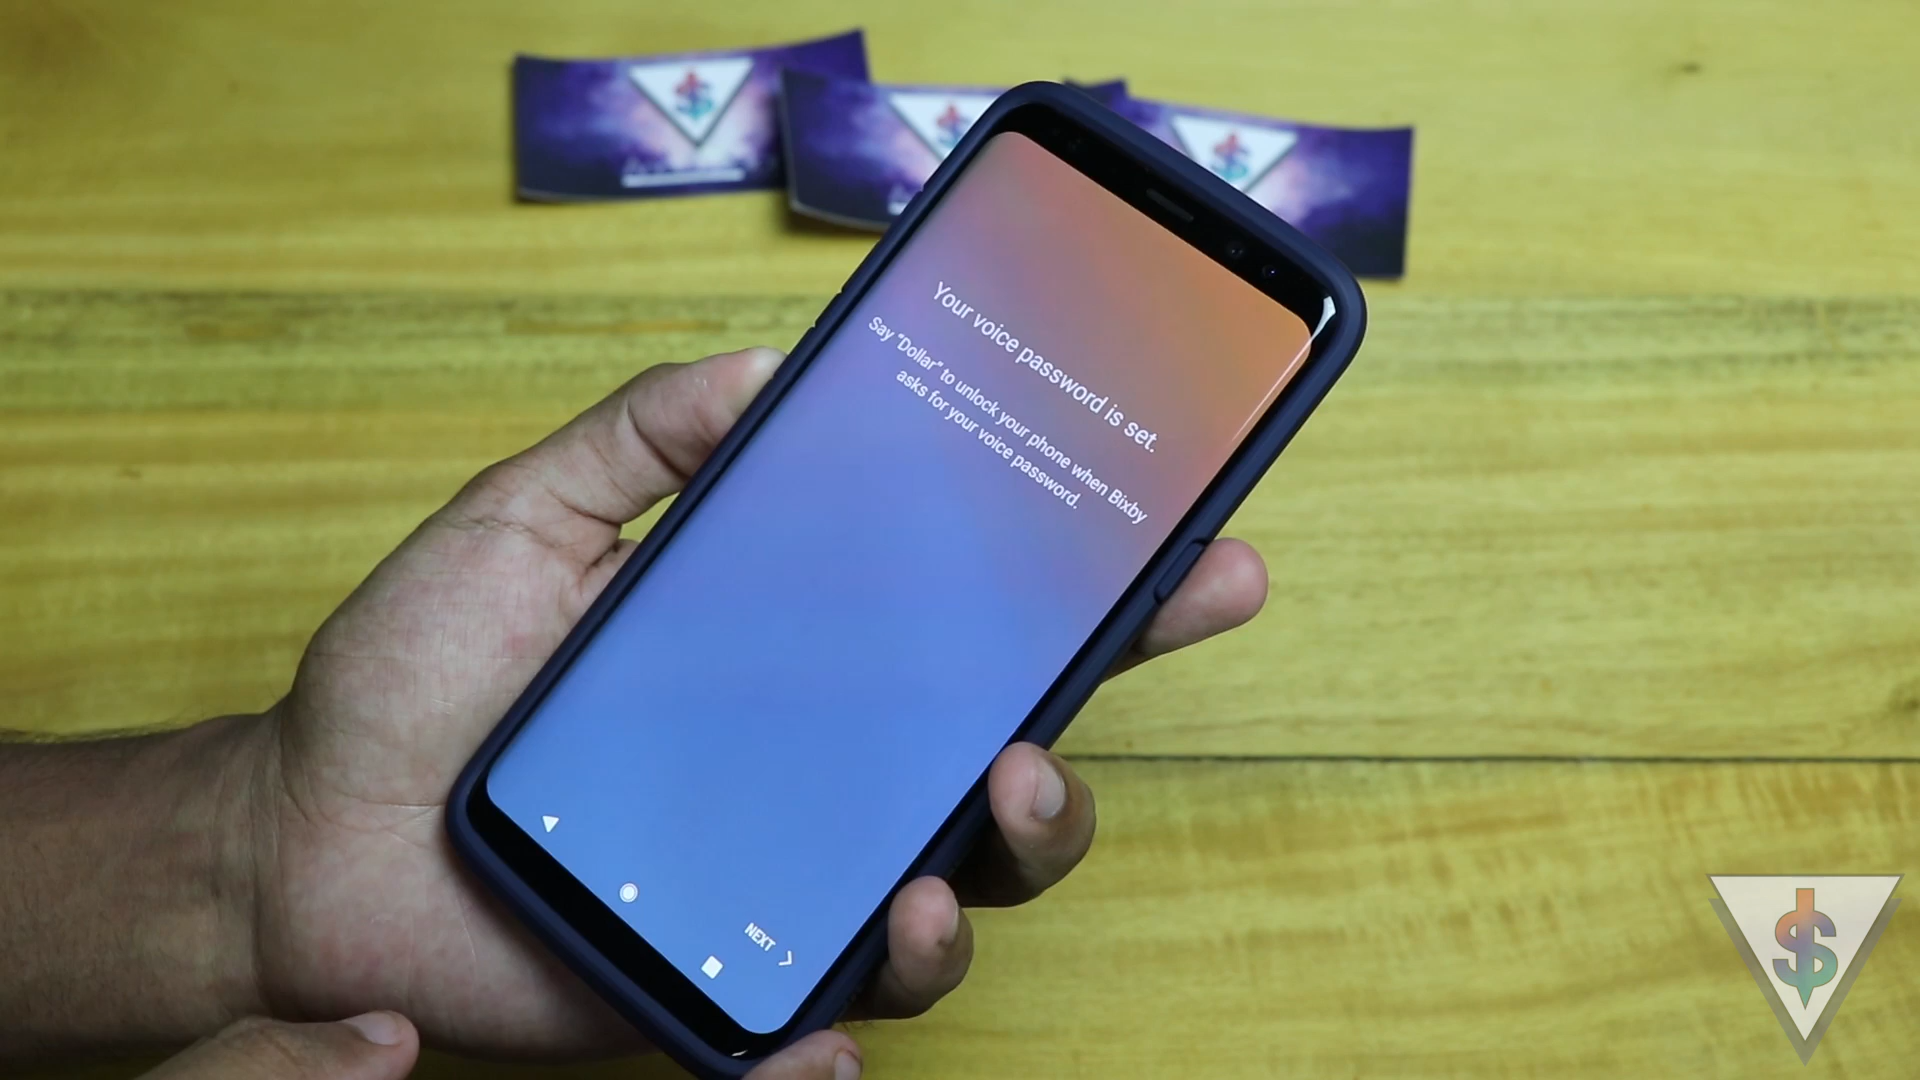 Your voice password is set.
Say "Dollar" to unlock your phone when Bixby
asks for your voice password.
NEXT
$
$
$
$